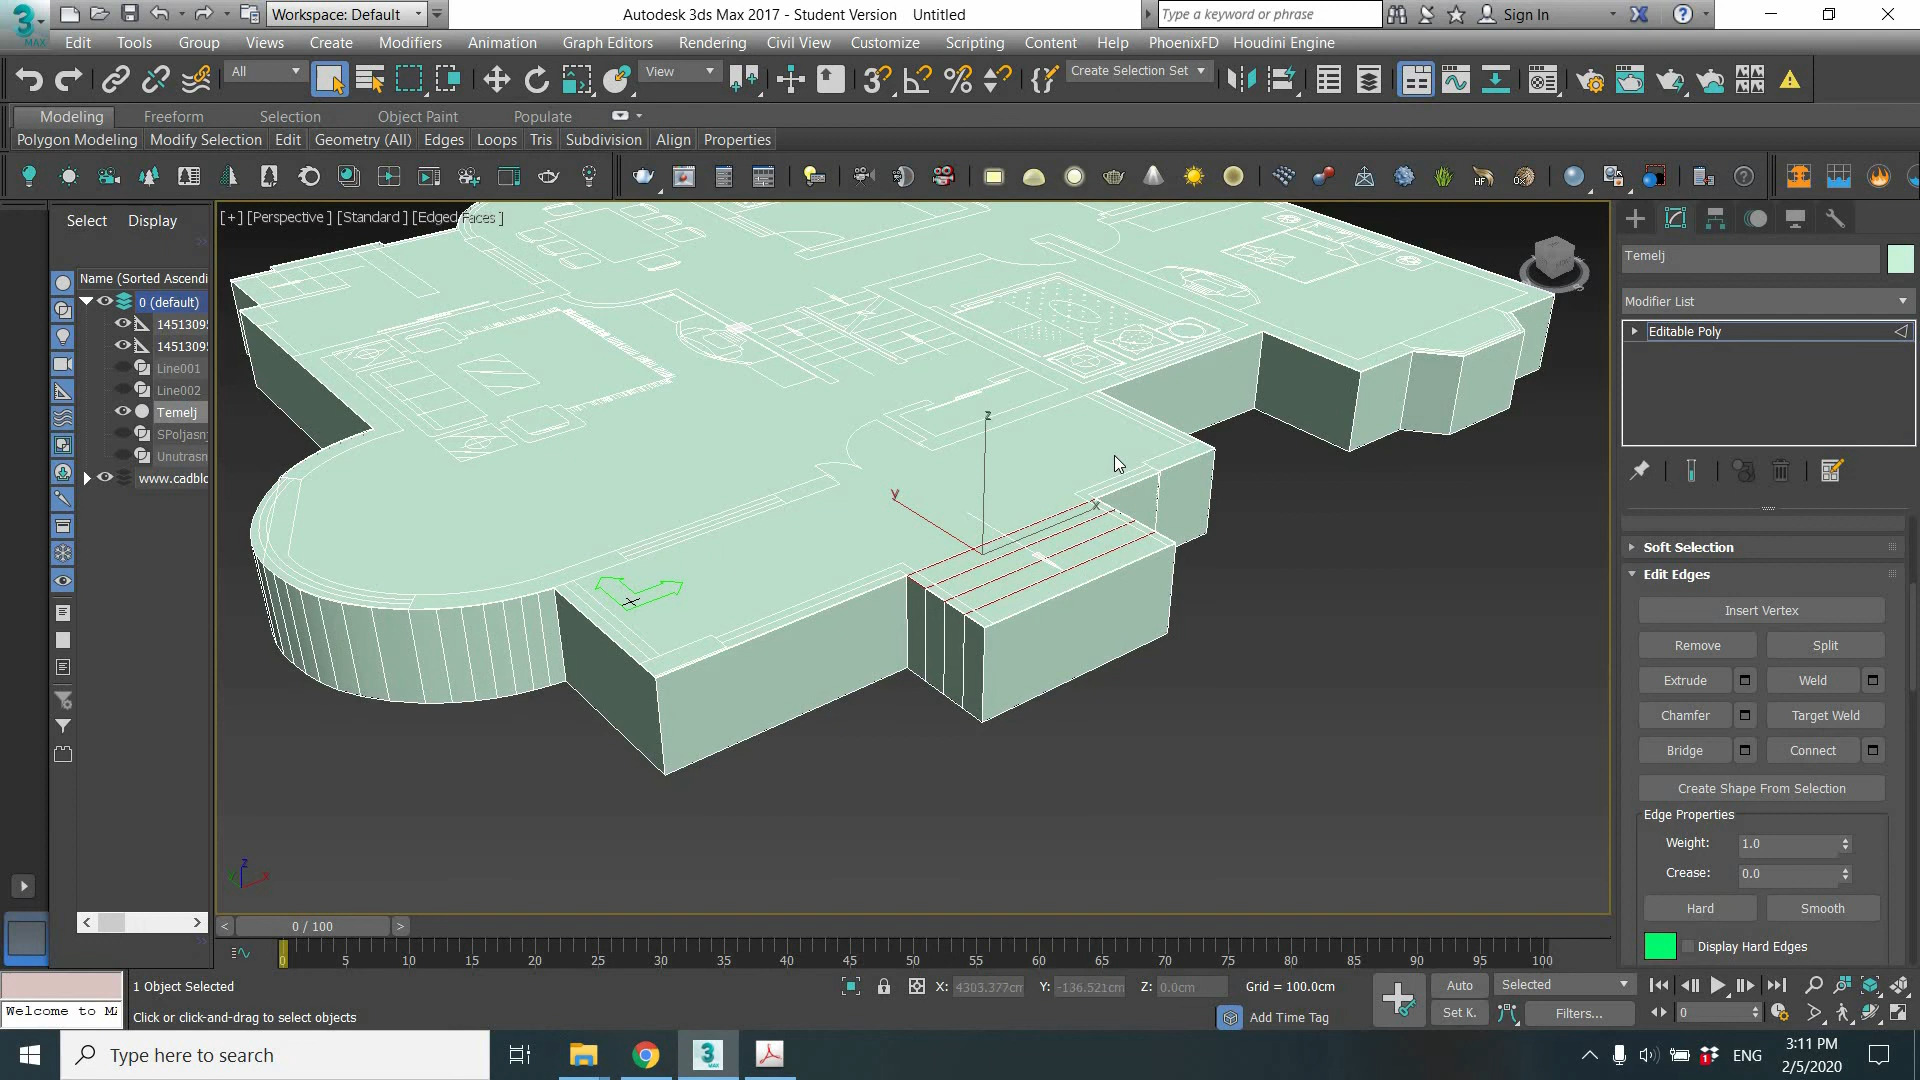 Workspace: Default
Autodesk 3ds Max 2017 - Student Version    Untitled
Type a keyword or phrase
Sign In
MAX
Edit Tools Group Views Create Modifiers Animation Graph Editors Rendering Civil View Customize Scripting Content Help PhoenixFD Houdini Engine
All
View
Create Selection Set
Modeling Freeform Selection Object Paint Populate
Polygon Modeling Modify Selection Edit Geometry (All) Edges Loops Tris Subdivision Align Properties
Select Display
Name (Sorted Ascendi
0 (default)
1451309
1451309
Line001
Line002
Temelj
SPoljasn
Unutrasn
www.cadblo
[+] [Perspective ] [Standard ] [Edged Faces ]
z
y
x
z
x
Temelj
Modifier List
Editable Poly
Soft Selection
Edit Edges
Insert Vertex
Remove Split
Extrude Weld
Chamfer Target Weld
Bridge Connect
Create Shape From Selection
Edge Properties
Weight: 1.0
Crease: 0.0
Hard Smooth
Display Hard Edges
< 0 / 100 >
0 5 10 15 20 25 30 35 40 45 50 55 60 65 70 75 80 85 90 95 100
1 Object Selected
X: 4303.377cm Y: -136.521cm Z: 0.0cm Grid = 100.0cm
Auto Selected
Welcome to MA
Click or click-and-drag to select objects
Add Time Tag
Set K. Filters... 0
Type here to search
3
MAX
ENG
3:11 PM
2/5/2020